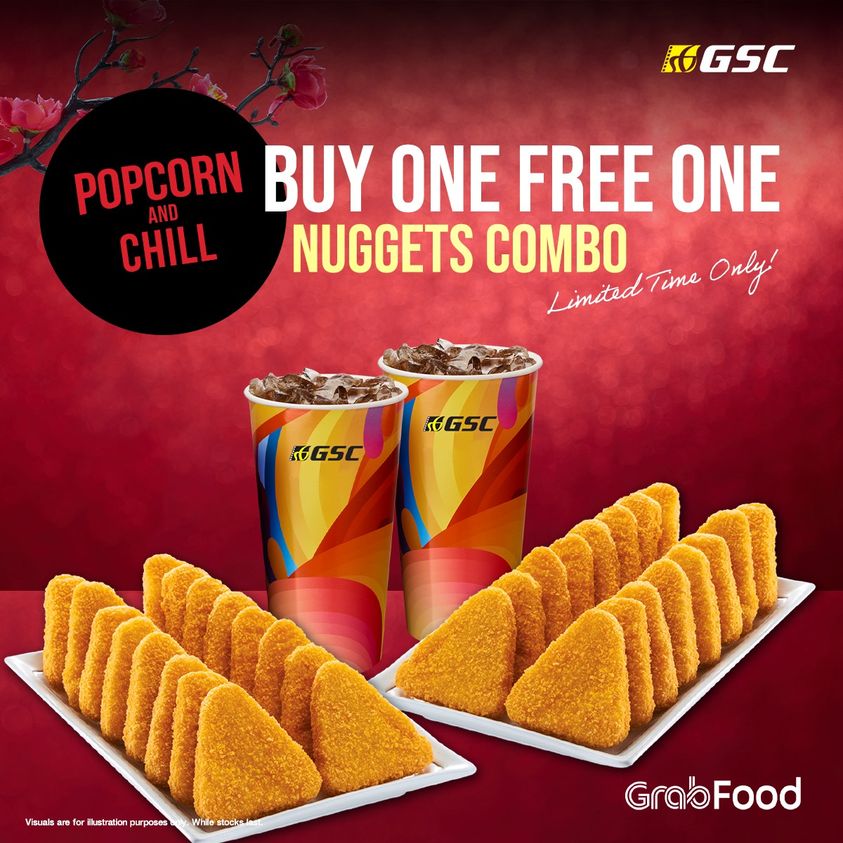 GSC
POPCORN
AND
CHILL
BUY ONE FREE ONE
NUGGETS COMBO
Limited Time Only!
GSC
GSC
GrabFood
Visuals are for illustration purposes only. While stocks last.